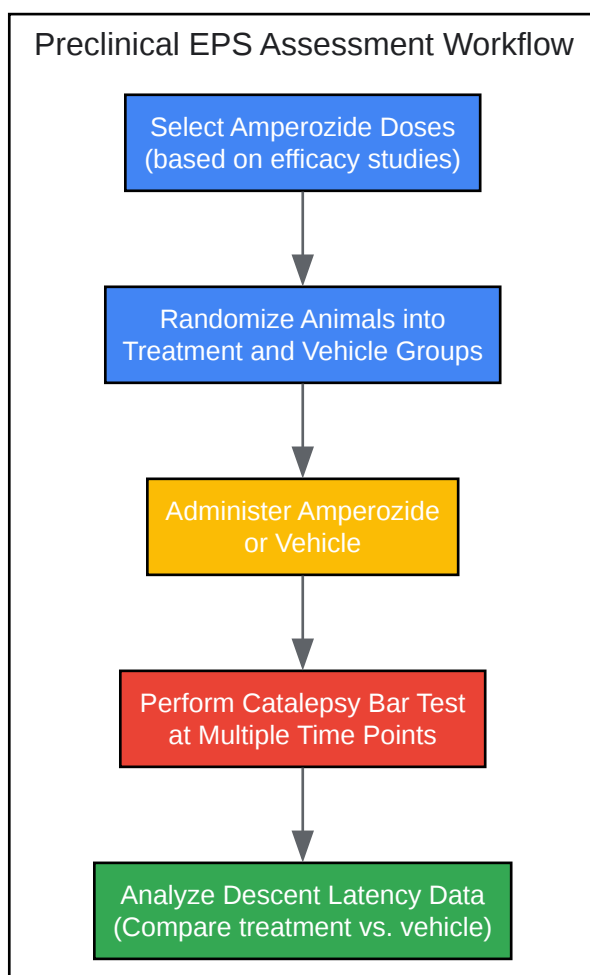 Preclinical EPS Assessment Workflow
Select Amperozide Doses
(based on efficacy studies)
Randomize Animals into
Treatment and Vehicle Groups
Administer Amperozide
or Vehicle
Perform Catalepsy Bar Test
at Multiple Time Points
Analyze Descent Latency Data
(Compare treatment vs. vehicle)